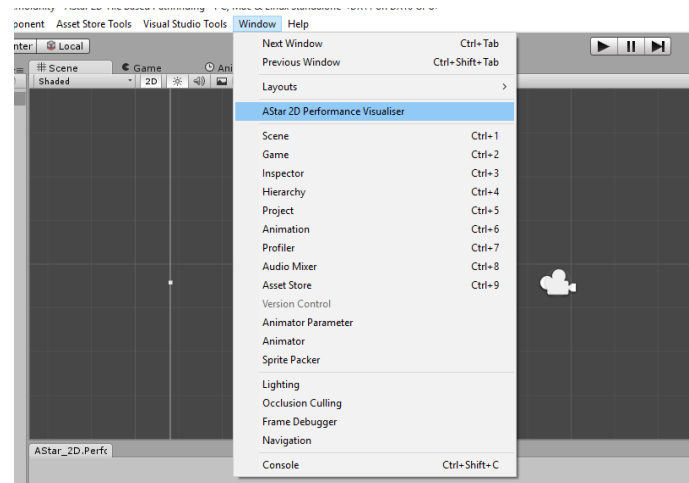 ponent Asset Store Tools Visual Studio Tools Window Help
nter Local
# Scene Game Ani
Shaded 2D
Next Window Ctrl+Tab
Previous Window Ctrl+Shift+Tab
Layouts >
AStar 2D Performance Visualiser
Scene Ctrl+1
Game Ctrl+2
Inspector Ctrl+3
Hierarchy Ctrl+4
Project Ctrl+5
Animation Ctrl+6
Profiler Ctrl+7
Audio Mixer Ctrl+8
Asset Store Ctrl+9
Version Control
Animator Parameter
Animator
Sprite Packer
Lighting
Occlusion Culling
Frame Debugger
Navigation
Console Ctrl+Shift+C
AStar_2D.Perfc